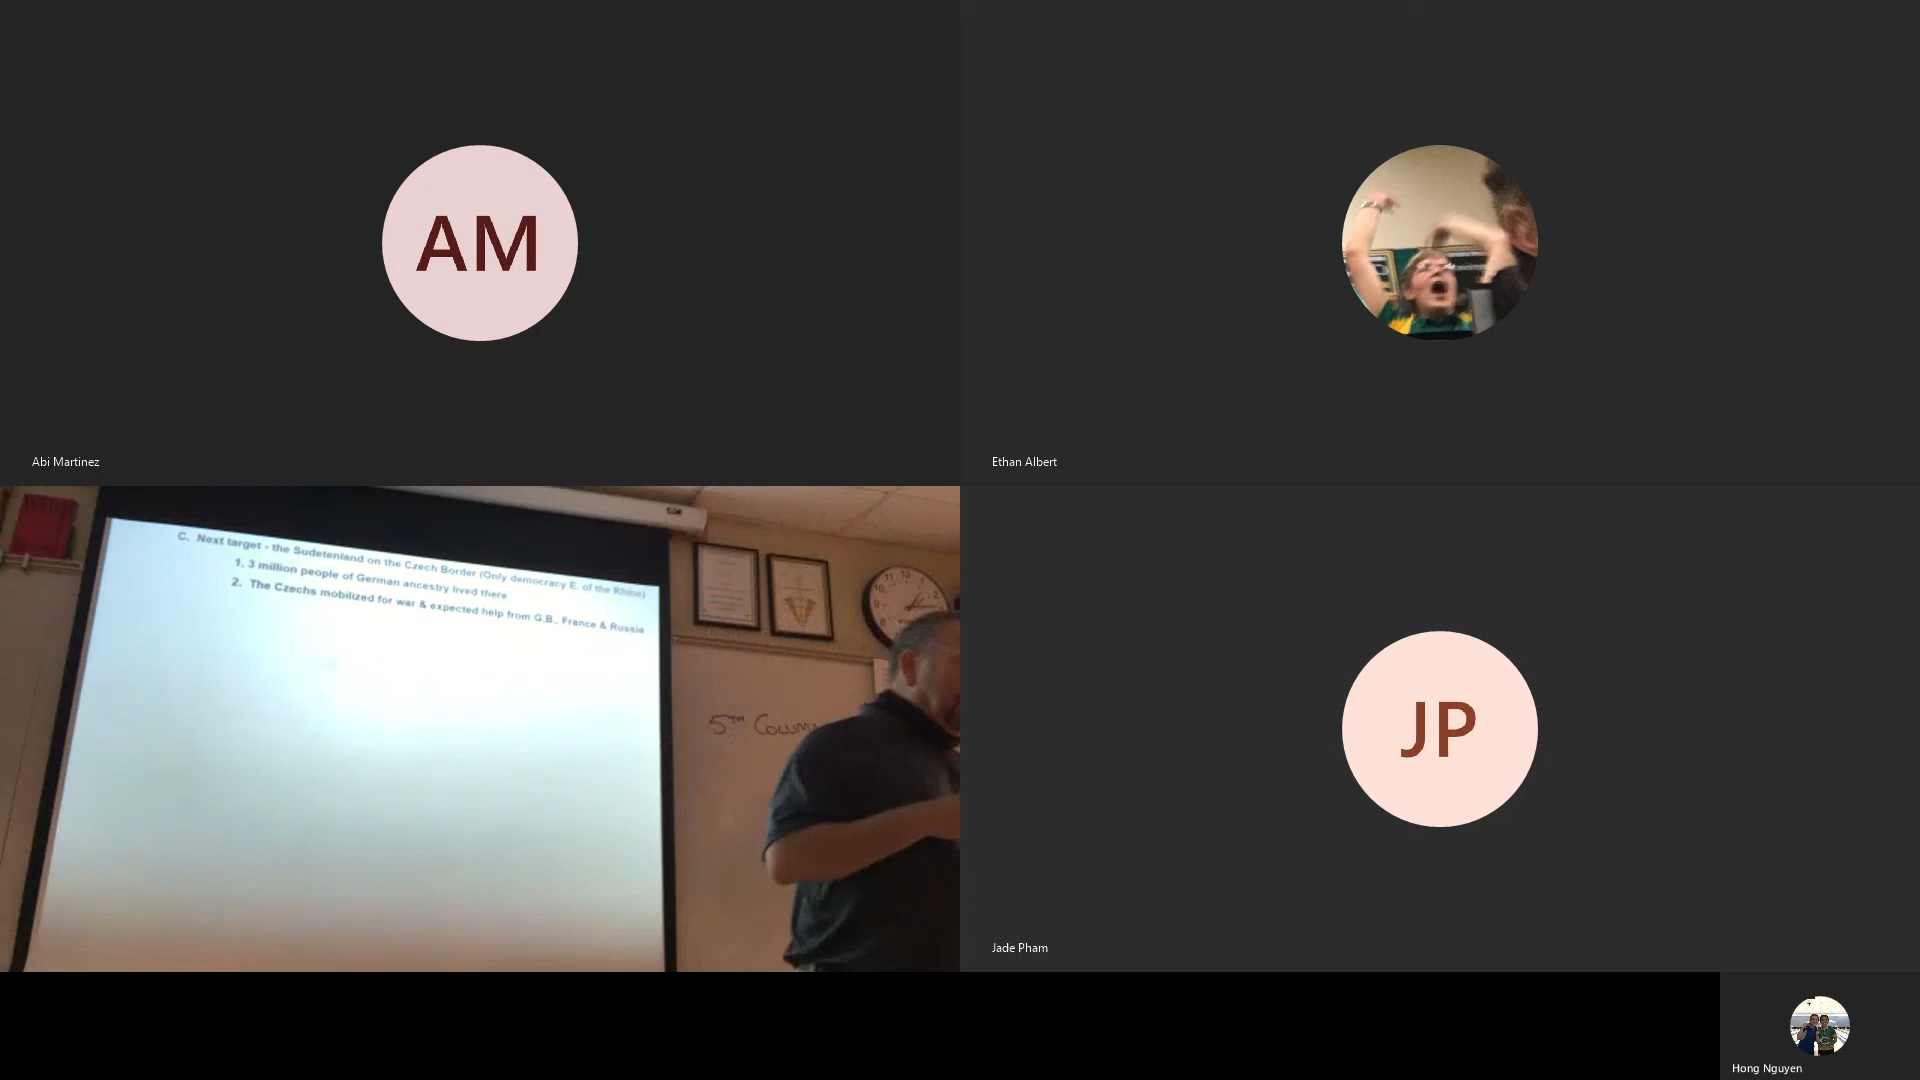 AM
Abi Martinez
Ethan Albert
C. Next target - the Sudetenland on the Czech Border (Only democracy E. of the Rhine)
1. 3 million people of German ancestry lived there
2. The Czechs mobilized for war & expected help from G.B., France & Russia
5TH COLUMN
JP
Jade Pham
Hong Nguyen